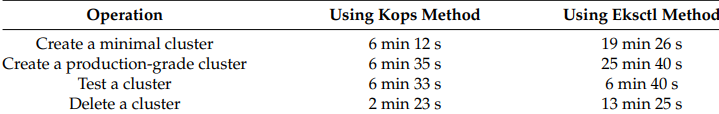 Operation Using Kops Method Using Eksctl Method
Create a minimal cluster 6 min 12 s 19 min 26 s
Create a production-grade cluster 6 min 35 s 25 min 40 s
Test a cluster 6 min 33 s 6 min 40 s
Delete a cluster 2 min 23 s 13 min 25 s